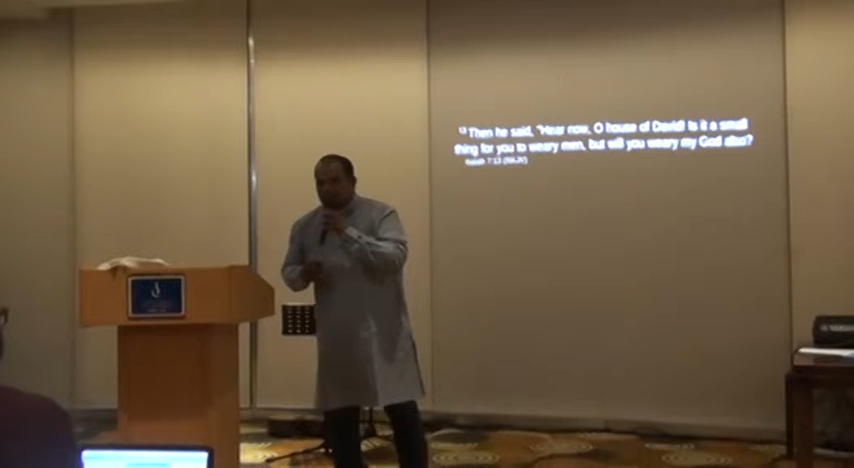 13 Then he said, "Hear now, O house of David! Is it a small
thing for you to weary men, but will you weary my God also?
Isaiah 7:13 (NKJV)